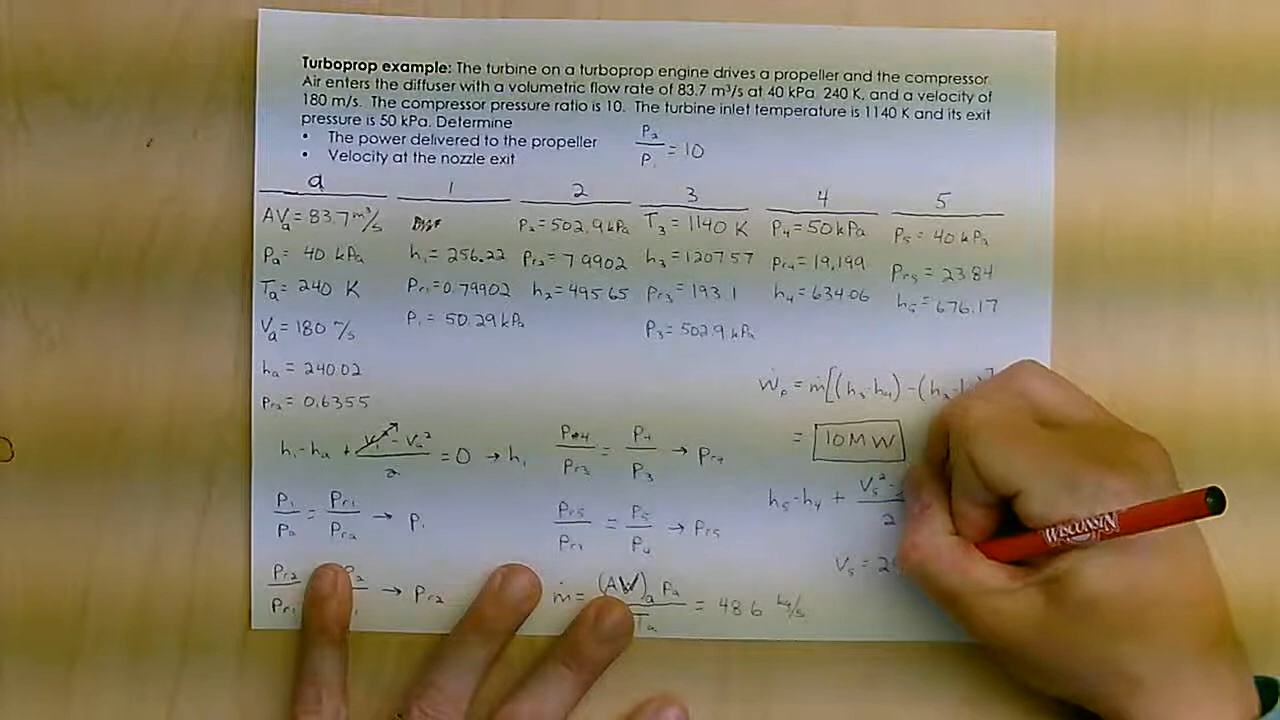 Turboprop example: The turbine on a turboprop engine drives a propeller and the compressor.
Air enters the diffuser with a volumetric flow rate of 83.7 m³/s at 40 kPa, 240 K, and a velocity of
180 m/s. The compressor pressure ratio is 10. The turbine inlet temperature is 1140 K and its exit
pressure is 50 kPa. Determine
• The power delivered to the propeller
• Velocity at the nozzle exit
P₂/P₁ = 10
a 1 2 3 4 5
AVₐ = 83.7 m³/s
Pₐ = 40 kPa
Tₐ = 240 K
Vₐ = 180 m/s
hₐ = 240.02
Prₐ = 0.6355
h₁ = 256.22
Pr₁ = 0.79902
P₁ = 50.29 kPa
P₂ = 502.9 kPa
Pr₂ = 7.9902
h₂ = 495.65
T₃ = 1140 K
h₃ = 1207.57
Pr₃ = 193.1
P₃ = 502.9 kPa
P₄ = 50 kPa
Pr₄ = 19.199
h₄ = 634.06
P₅ = 40 kPa
Pr₅ = 23.84
h₅ = 676.17
h₁ - hₐ + (V₁² - Vₐ²)/2 = 0 → h₁
P₁/Pₐ = Pr₁/Prₐ → P₁
Pr₂/Pr₁ → Pr₂
Pr4/Pr₃ = P₄/P₃ → Pr₄
Pr₅/Pr₄ = P₅/P₄ → Pr₅
ṁ = (AV)ₐ Pₐ / Tₐ = 48.6 kg/s
Ẇp = ṁ[(h₃-h₄) - (h₂-h
= 10 MW
h₅ - h₄ + V₅² - / 2
V₅ = 2
WISCONSIN